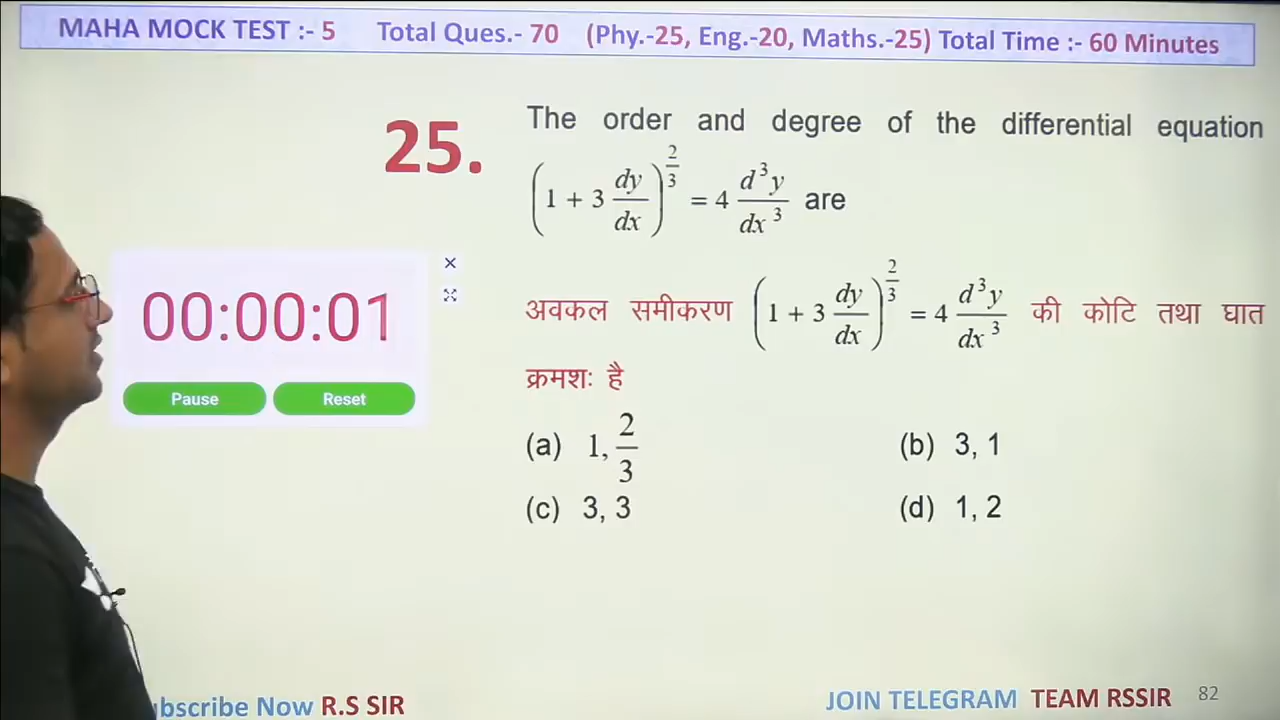 MAHA MOCK TEST :- 5 Total Ques.- 70 (Phy.-25, Eng.-20, Maths.-25) Total Time :- 60 Minutes
25. The order and degree of the differential equation
(1 + 3 dy/dx)^(2/3) = 4 d³y/dx³ are
00:00:01
Pause Reset
अवकल समीकरण (1 + 3 dy/dx)^(2/3) = 4 d³y/dx³ की कोटि तथा घात
क्रमशः है
(a) 1, 2/3 (b) 3, 1
(c) 3, 3 (d) 1, 2
Now R.S SIR JOIN TELEGRAM TEAM RSSIR 82